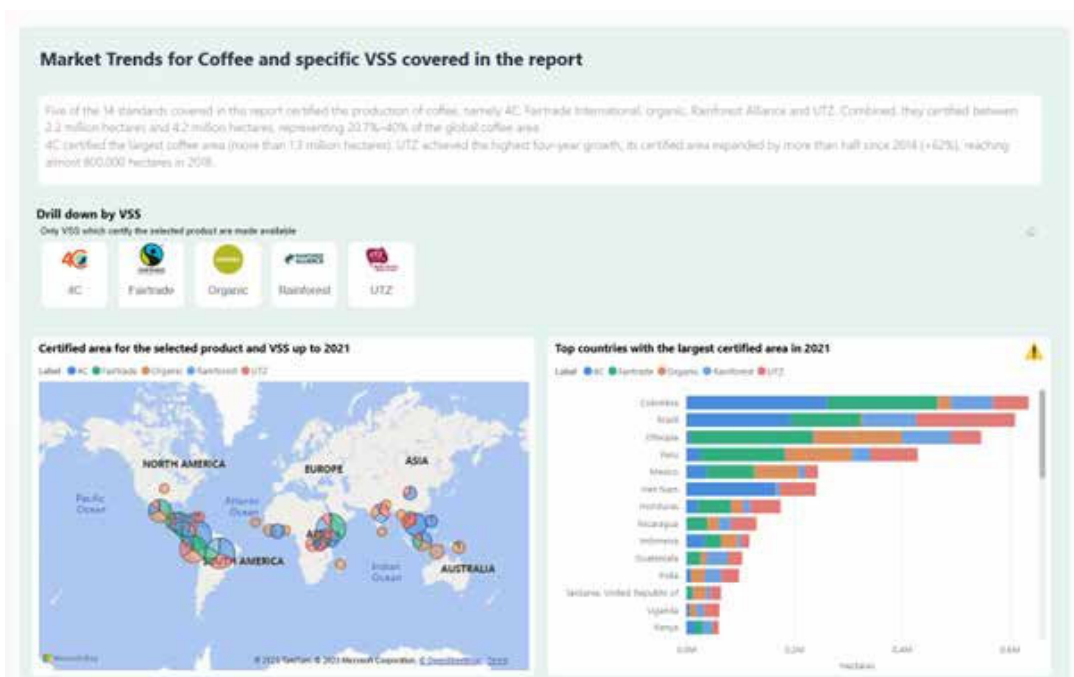 Market Trends for Coffee and specific VSS covered in the report
Five of the 14 standards covered in this report certified the production of coffee, namely 4C, Fairtrade International, organic, Rainforest Alliance and UTZ. Combined, they certified between
2.2 million hectares and 4.2 million hectares, representing 20.7%-40% of the global coffee area.
4C certified the largest coffee area (more than 1.3 million hectares). UTZ achieved the highest four-year growth, its certified area expanded by more than half since 2014 (+62%), reaching
almost 800,000 hectares in 2018.
Drill down by VSS
Only VSS which certify the selected product are made available
4C Fairtrade Organic Rainforest UTZ
Certified area for the selected product and VSS up to 2021
Label 4C Fairtrade Organic Rainforest UTZ
NORTH AMERICA
EUROPE
ASIA
Pacific
Ocean
Atlantic
Ocean
SOUTH AMERICA
Indian
Ocean
AUSTRALIA
Microsoft Bing
© 2023 TomTom, © 2023 Microsoft Corporation, © OpenStreetMap Terms
Top countries with the largest certified area in 2021
Label 4C Fairtrade Organic Rainforest UTZ
Colombia
Brazil
Ethiopia
Peru
Mexico
Viet Nam
Honduras
Nicaragua
Indonesia
Guatemala
India
Tanzania, United Republic of
Uganda
Kenya
0.0M 0.2M 0.4M 0.6M
Hectares